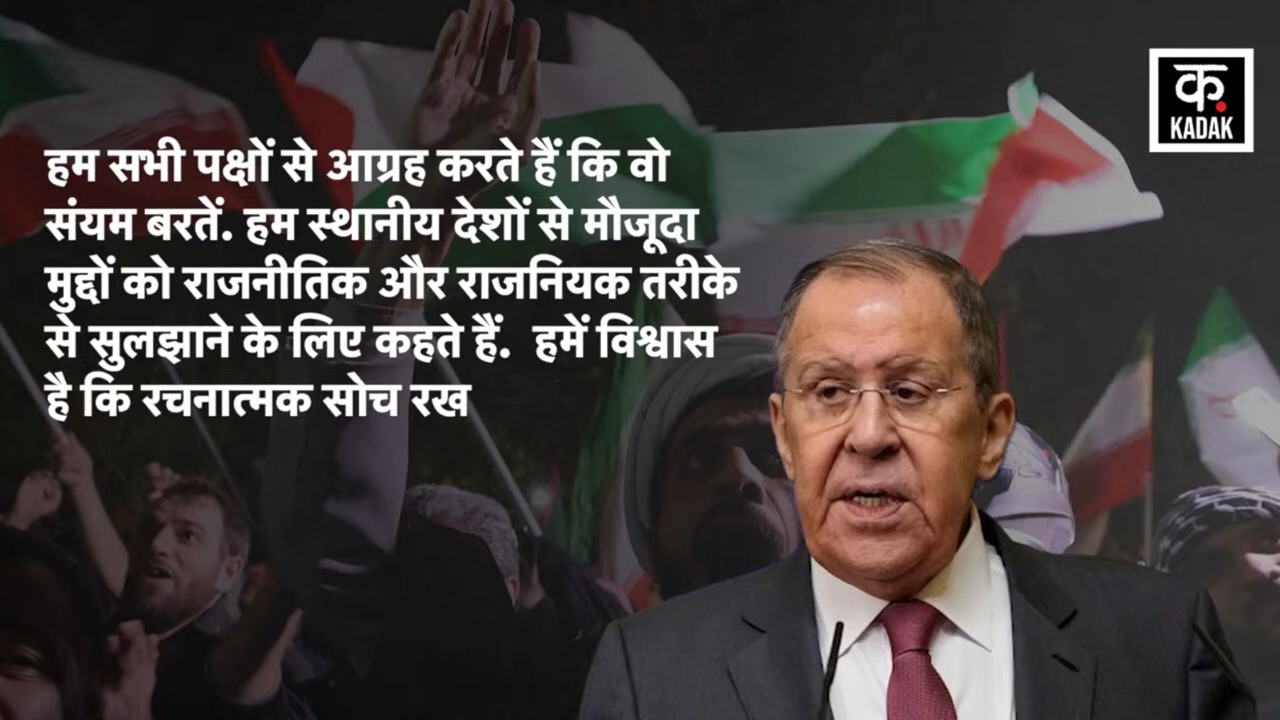 हम सभी पक्षों से आग्रह करते हैं कि वो
संयम बरतें. हम स्थानीय देशों से मौजूदा
मुद्दों को राजनीतिक और राजनियक तरीके
से सुलझाने के लिए कहते हैं. हमें विश्वास
है कि रचनात्मक सोच रख
क
KADAK